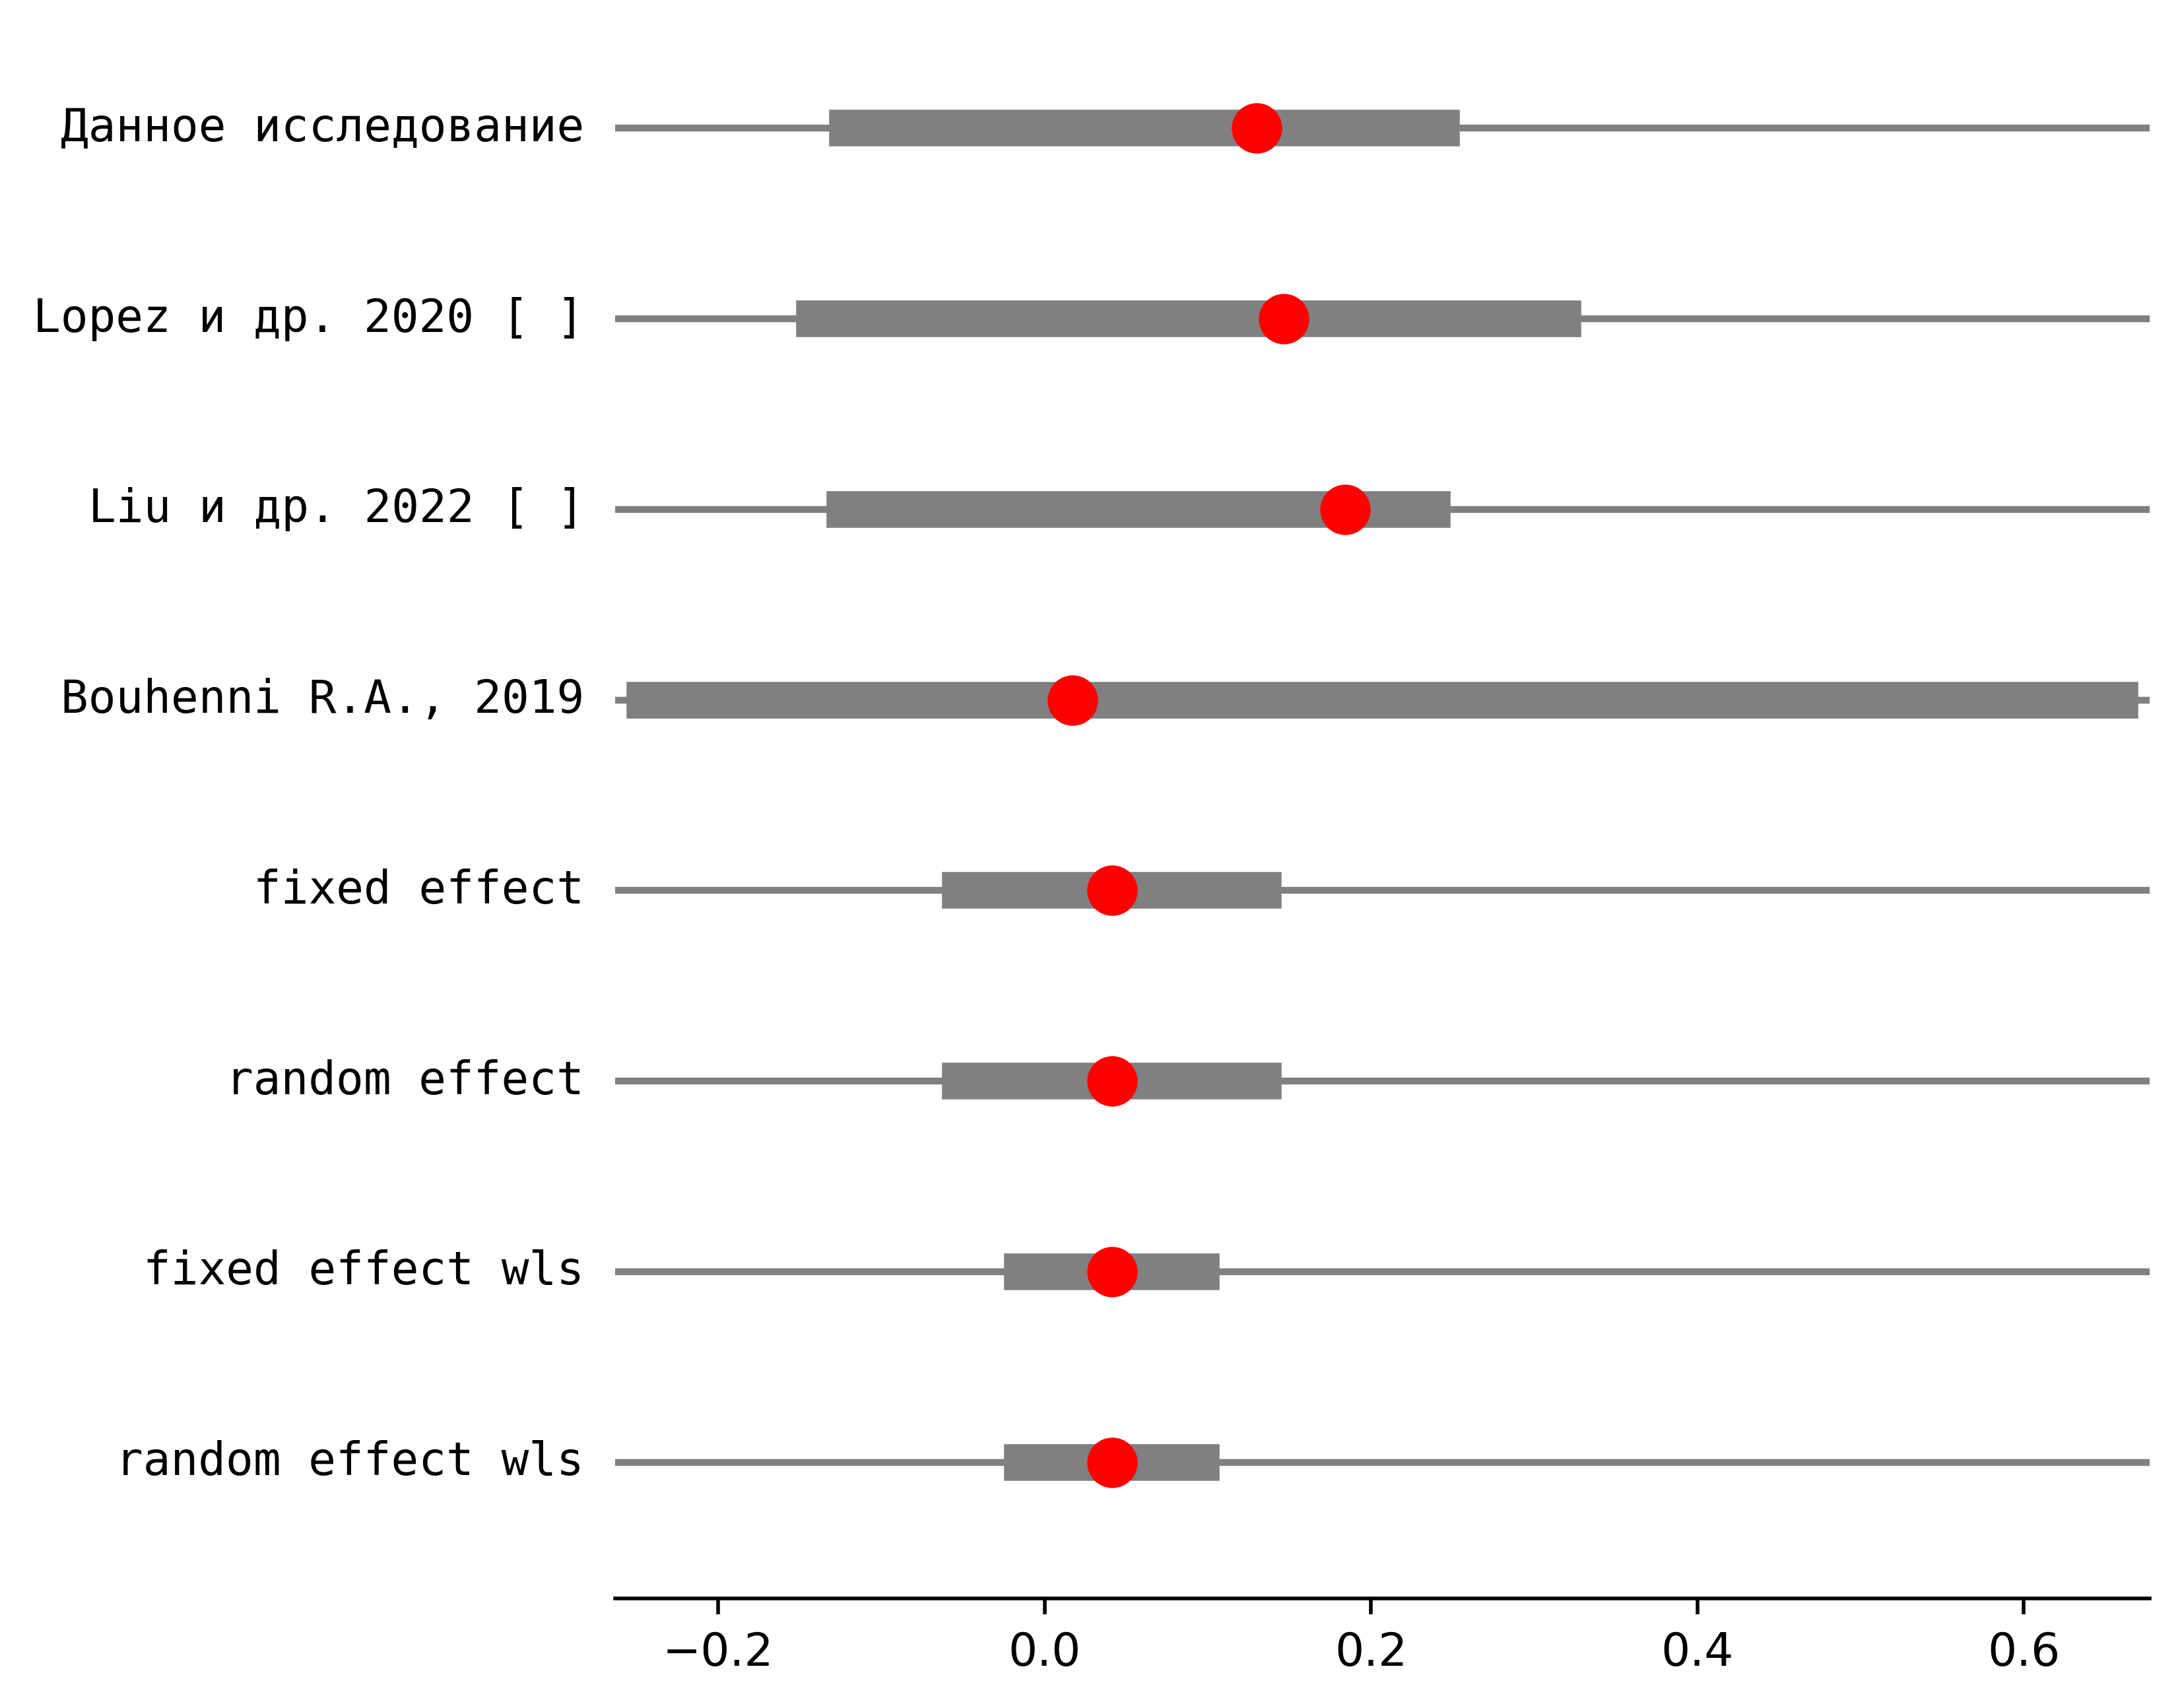 Данное исследование
Lopez и др. 2020 [ ]
Liu и др. 2022 [ ]
Bouhenni R.A., 2019
fixed effect
random effect
fixed effect wls
random effect wls
−0.2 0.0 0.2 0.4 0.6